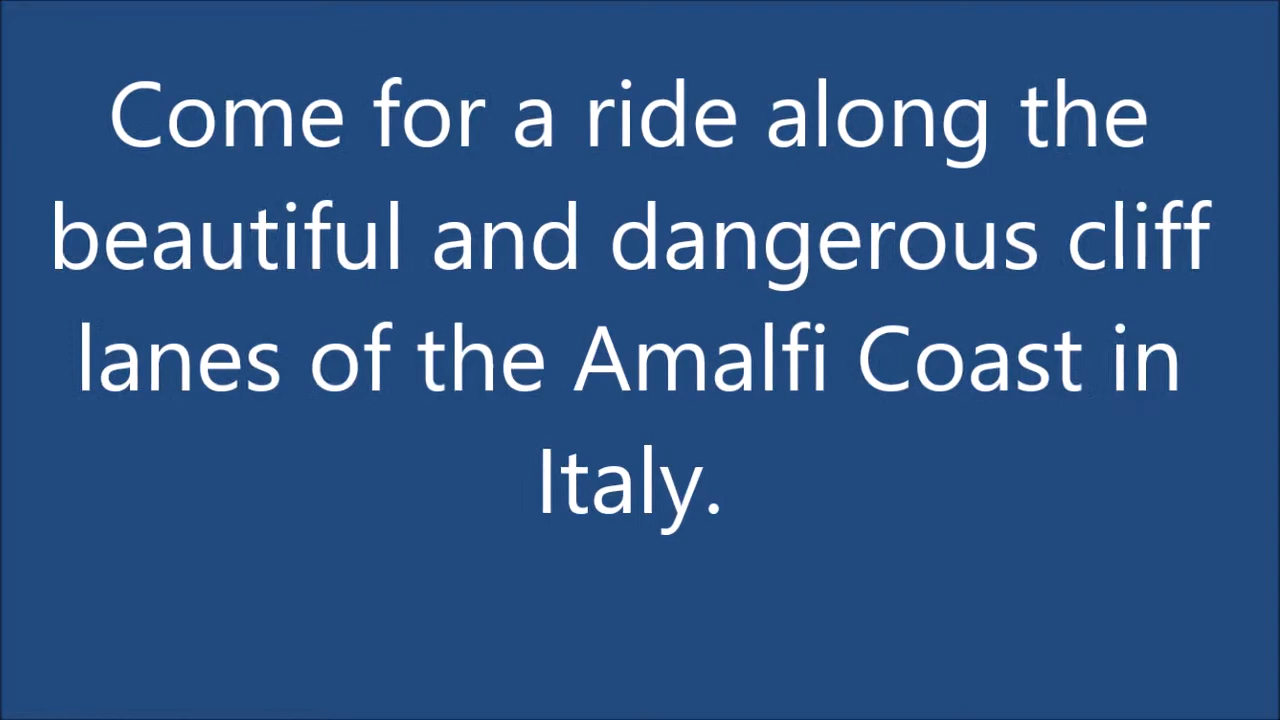 Come for a ride along the
beautiful and dangerous cliff
lanes of the Amalfi Coast in
Italy.